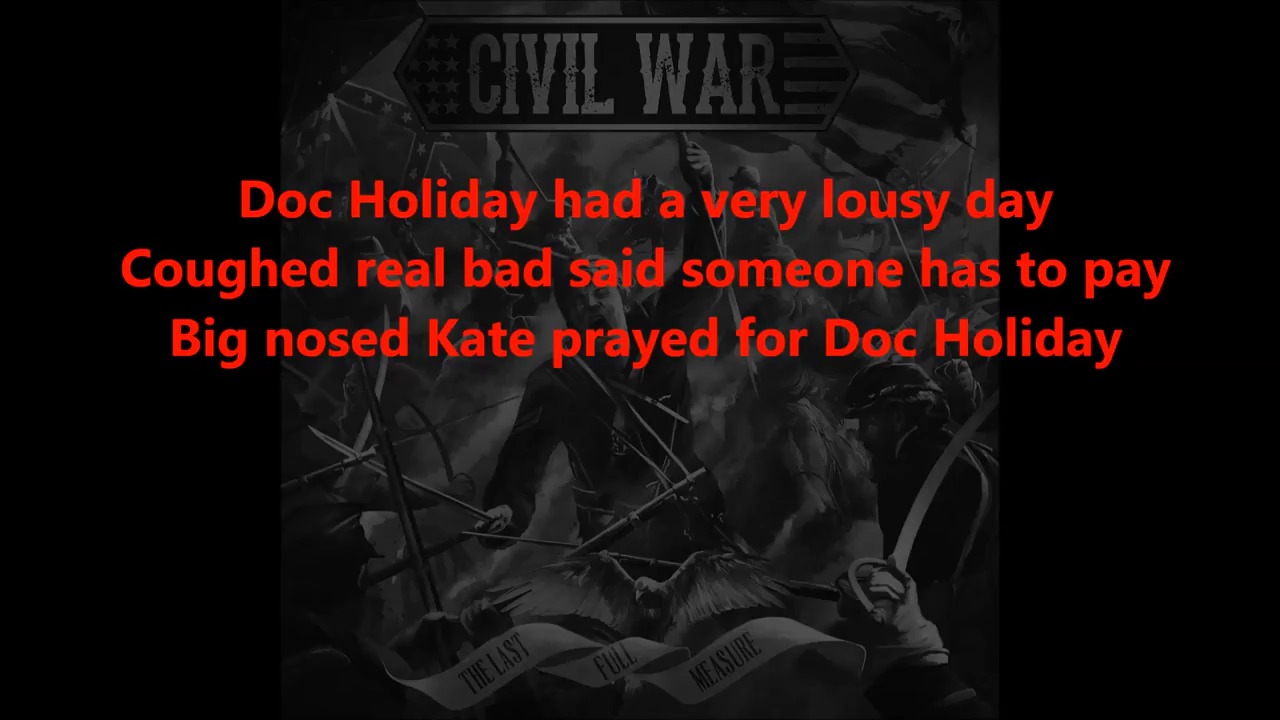 CIVIL WAR
Doc Holiday had a very lousy day
Coughed real bad said someone has to pay
Big nosed Kate prayed for Doc Holiday
THE LAST FULL MEASURE